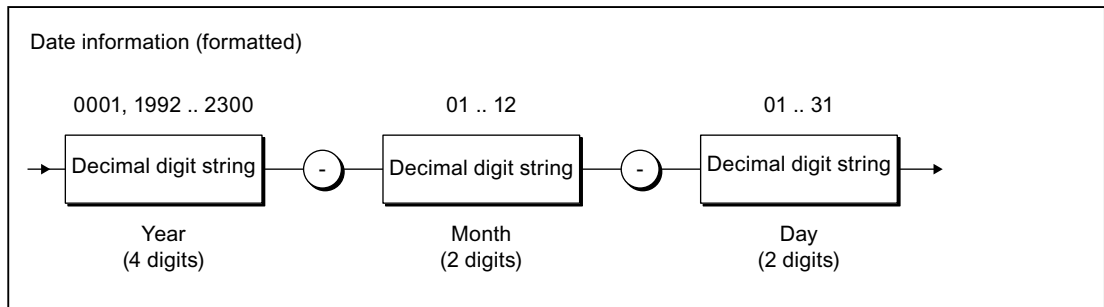 Date information (formatted)
0001, 1992 .. 2300
01 .. 12
01 .. 31
Decimal digit string
-
Decimal digit string
-
Decimal digit string
Year
(4 digits)
Month
(2 digits)
Day
(2 digits)